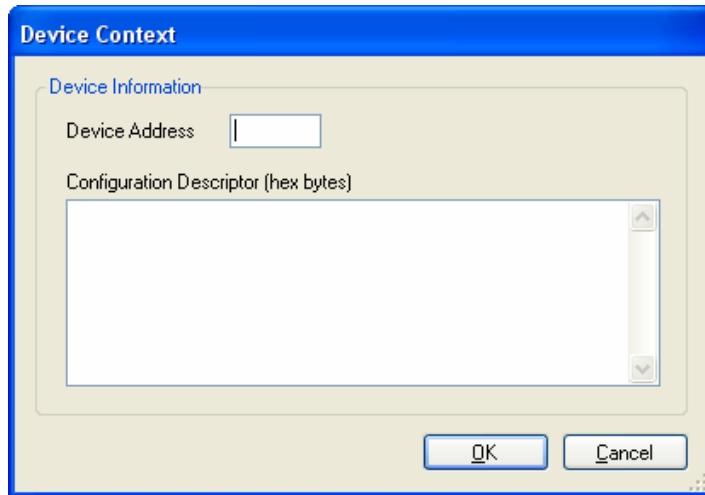 Device Context
Device Information
Device Address
Configuration Descriptor (hex bytes)
OK
Cancel